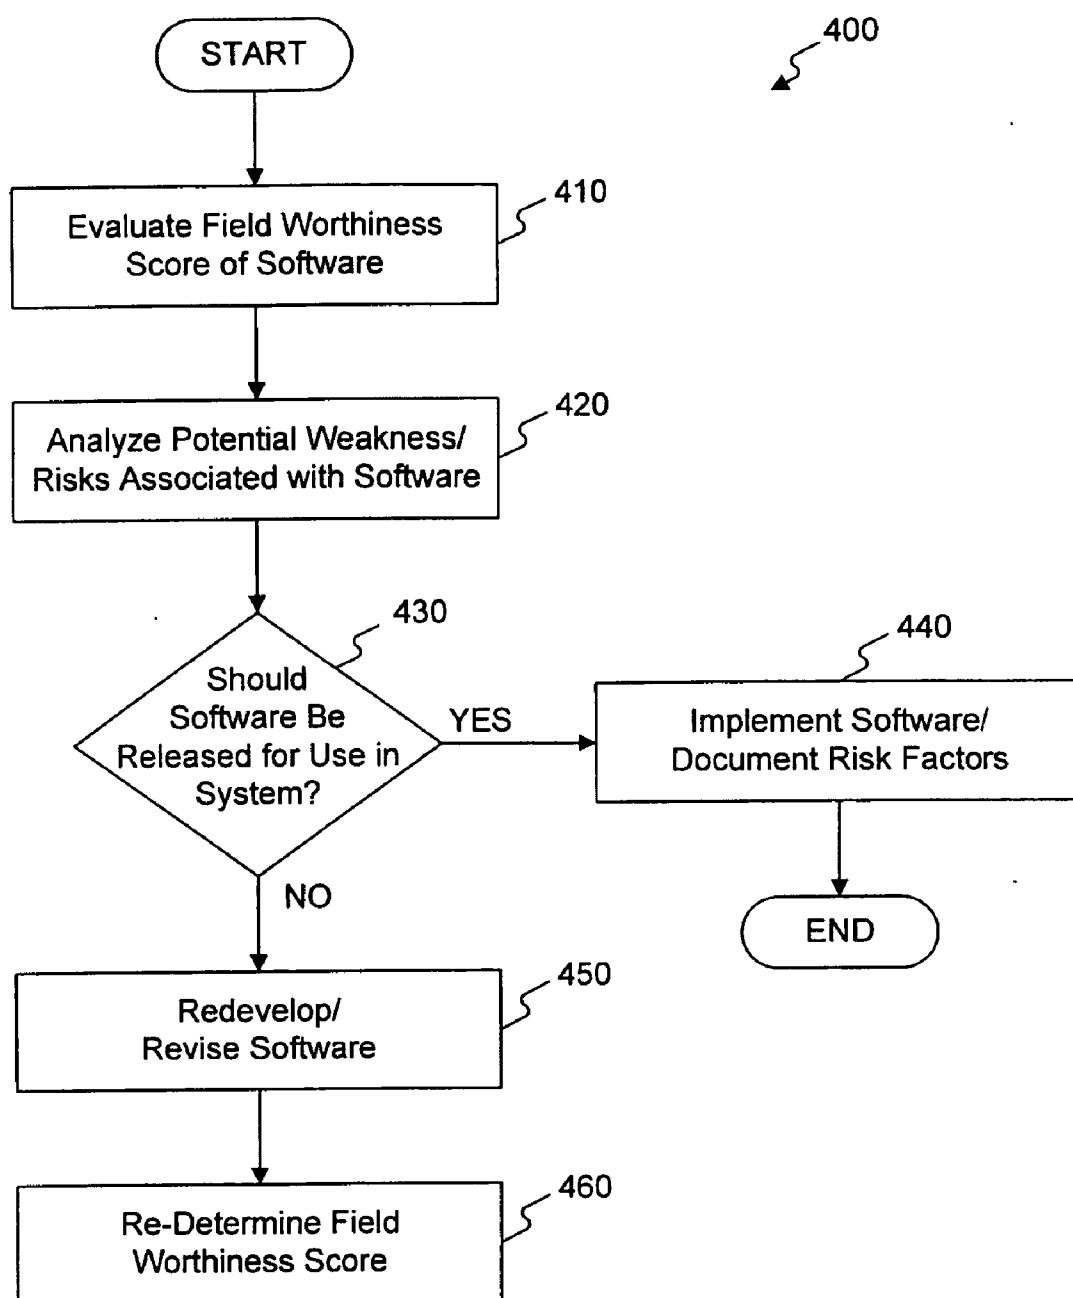 START
400
410
Evaluate Field Worthiness
Score of Software
420
Analyze Potential Weakness/
Risks Associated with Software
430
Should
Software Be
Released for Use in
System?
YES
440
Implement Software/
Document Risk Factors
NO
END
450
Redevelop/
Revise Software
460
Re-Determine Field
Worthiness Score